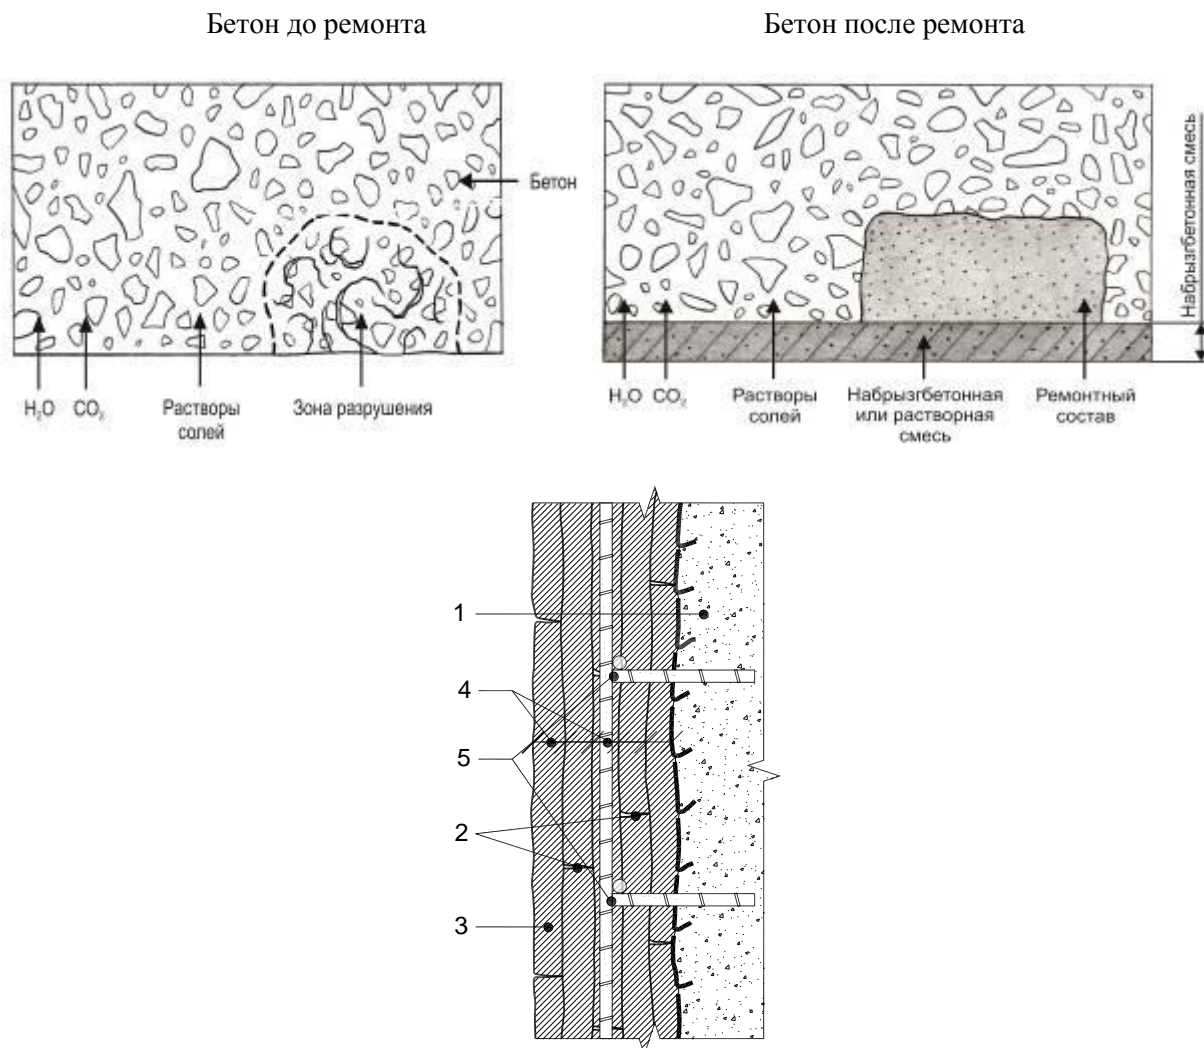 Бетон до ремонта
Бетон после ремонта
Бетон
H₂O
CO₂
Растворы
солей
Зона разрушения
Набрызгбетонная смесь
H₂O
CO₂
Растворы
солей
Набрызгбетонная
или растворная
смесь
Ремонтный
состав
1
4
5
2
3